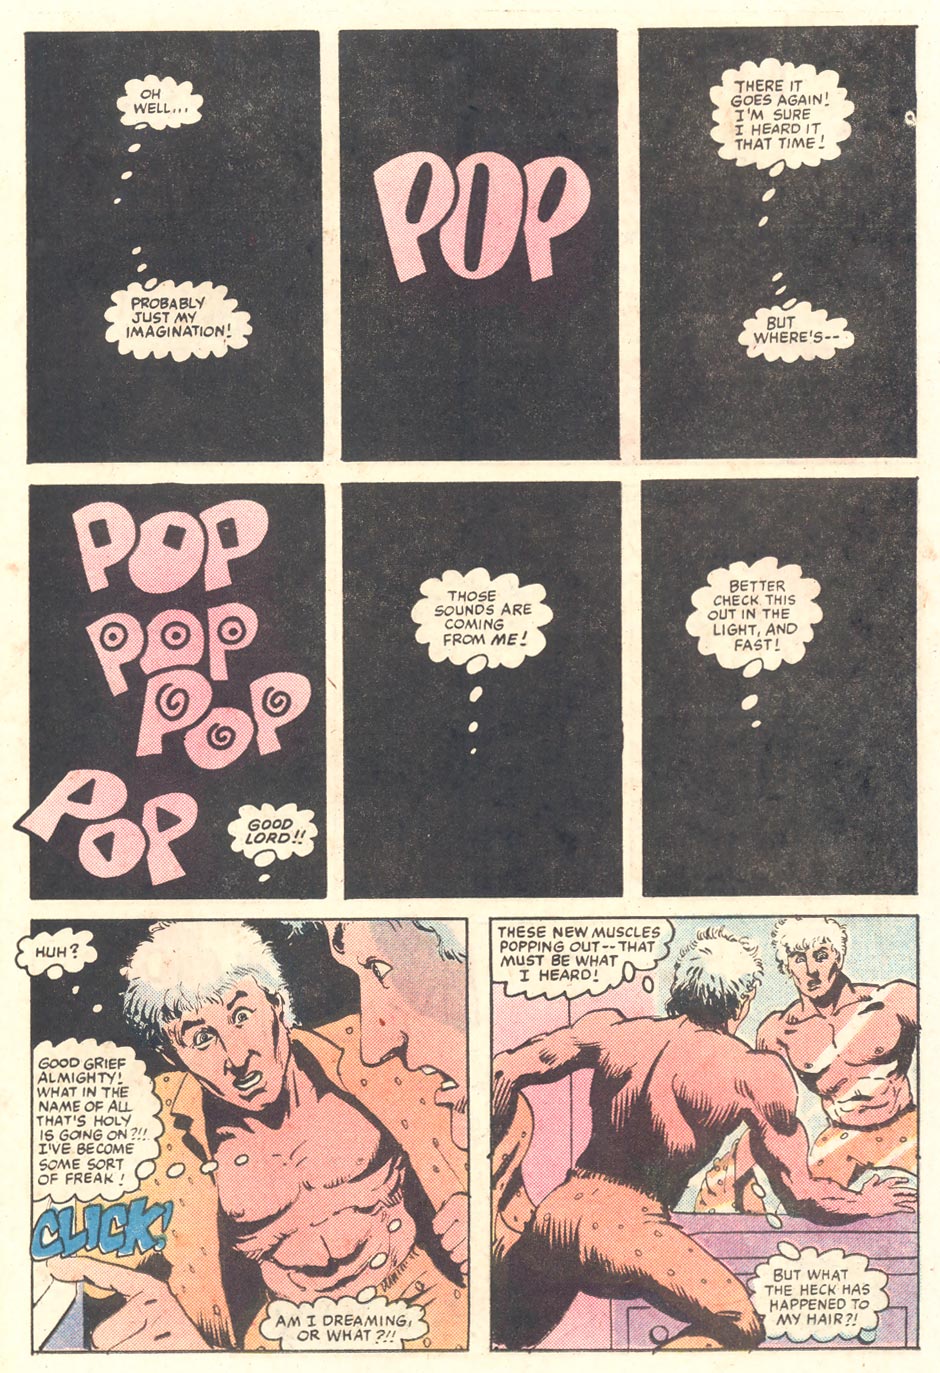 OH
WELL...
PROBABLY
JUST MY
IMAGINATION!
POP
THERE IT
GOES AGAIN!
I'M SURE
I HEARD IT
THAT TIME!
BUT
WHERE'S--
POP
POP
POP
POP
GOOD
LORD!!
THOSE
SOUNDS ARE
COMING
FROM ME!
BETTER
CHECK THIS
OUT IN THE
LIGHT, AND
FAST!
HUH?
GOOD GRIEF
ALMIGHTY!
WHAT IN THE
NAME OF ALL
THAT'S HOLY
IS GOING ON?!!
I'VE BECOME
SOME SORT
OF FREAK!
CLICK!
AM I DREAMING,
OR WHAT?!!
THESE NEW MUSCLES
POPPING OUT--THAT
MUST BE WHAT
I HEARD!
BUT WHAT
THE HECK HAS
HAPPENED TO
MY HAIR?!